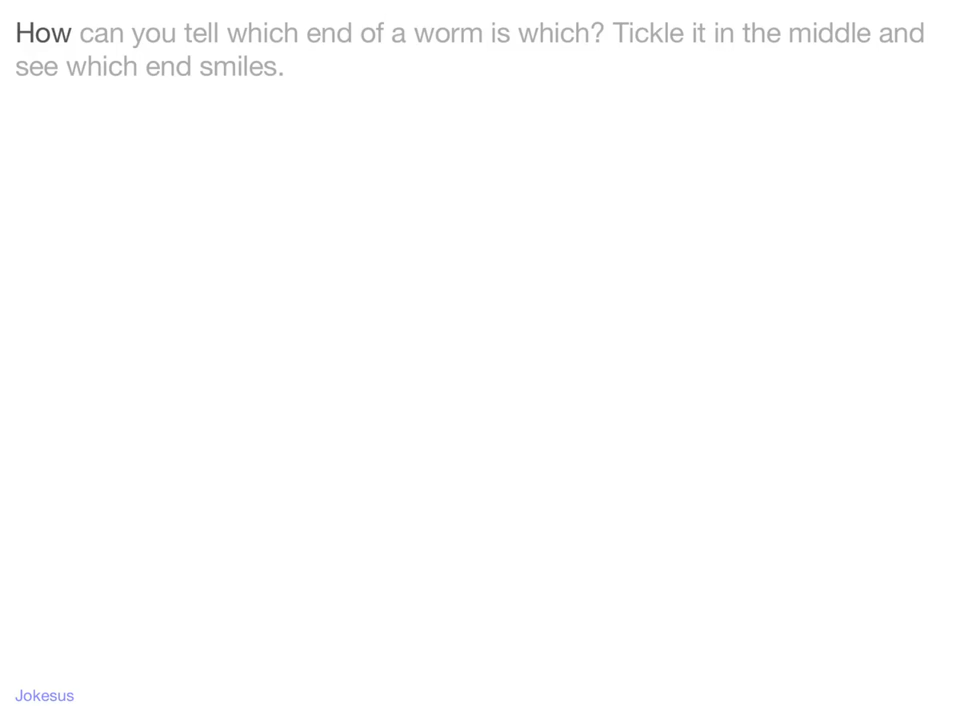 How can you tell which end of a worm is which? Tickle it in the middle and
see which end smiles.
Jokesus